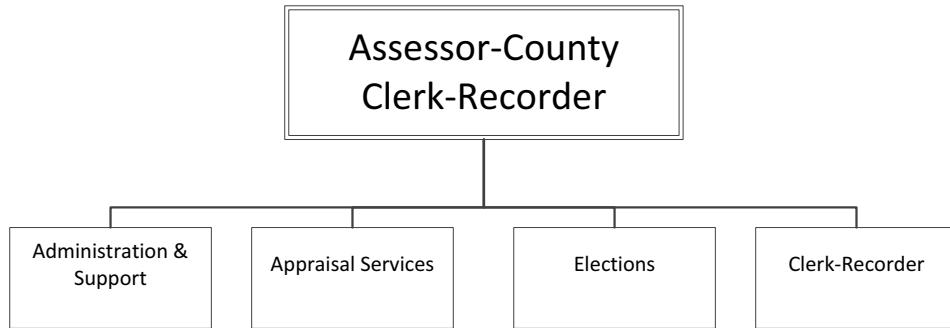 Assessor-County
Clerk-Recorder
Administration &
Support
Appraisal Services
Elections
Clerk-Recorder